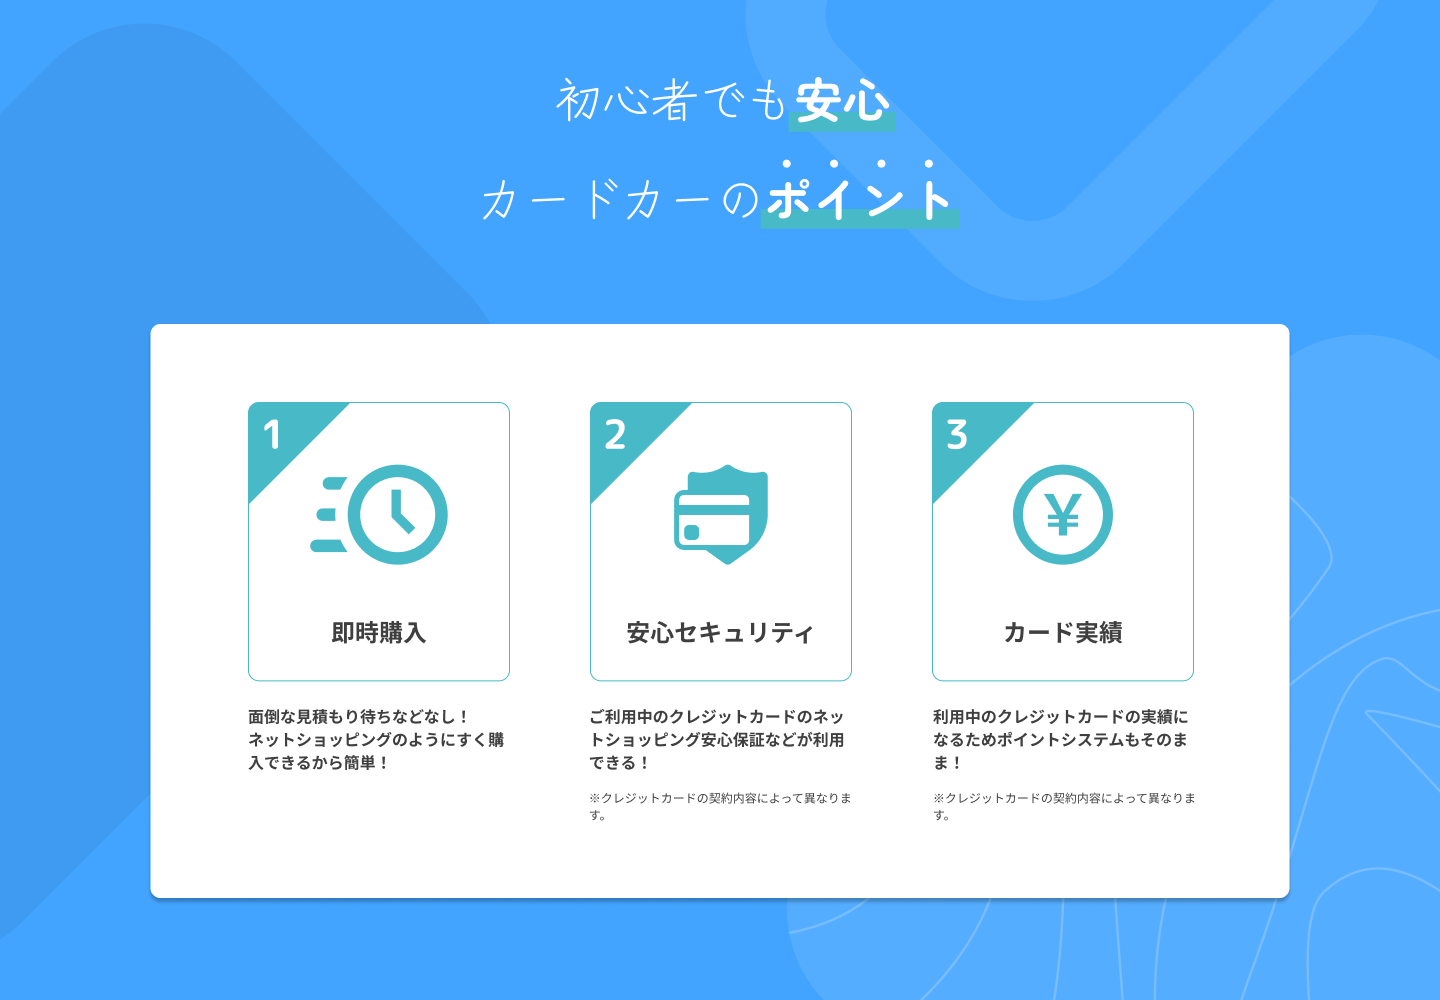 初心者でも安心
カードカーのポイント
1
即時購入
面倒な見積もり待ちなどなし！
ネットショッピングのようにすく購
入できるから簡単！
2
安心セキュリティ
ご利用中のクレジットカードのネッ
トショッピング安心保証などが利用
できる！
※クレジットカードの契約内容によって異なりま
す。
3
¥
カード実績
利用中のクレジットカードの実績に
なるためポイントシステムもそのま
ま！
※クレジットカードの契約内容によって異なりま
す。